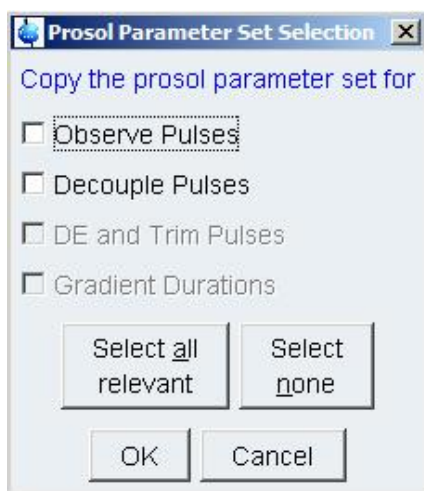 Prosol Parameter Set Selection
Copy the prosol parameter set for
Observe Pulses
Decouple Pulses
DE and Trim Pulses
Gradient Durations
Select all
relevant
Select
none
OK
Cancel